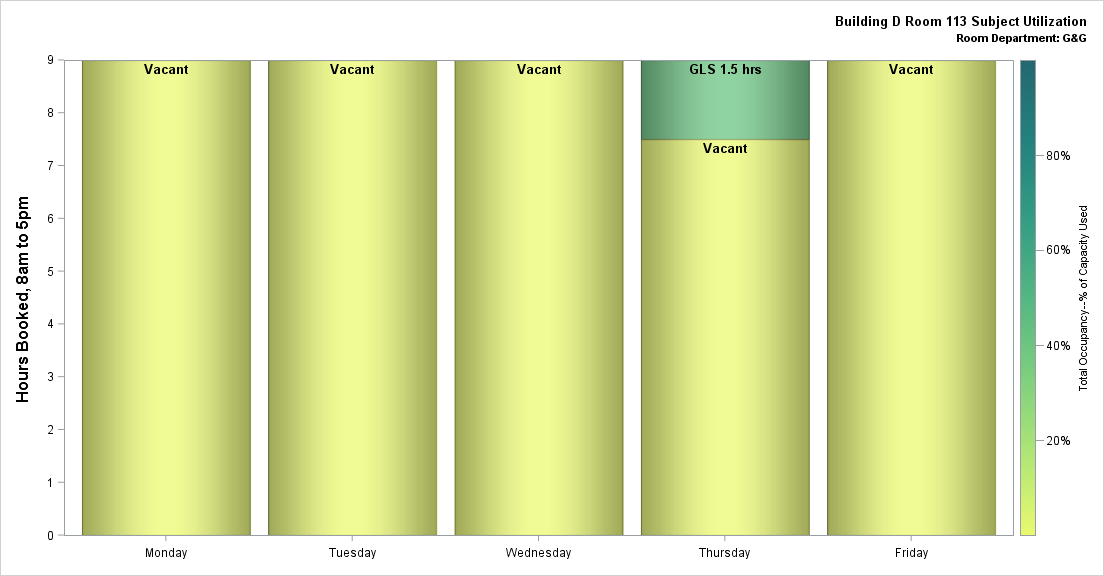 Building D Room 113 Subject Utilization
Room Department: G&G
Hours Booked, 8am to 5pm
9
8
7
6
5
4
3
2
1
0
Vacant
Vacant
Vacant
GLS 1.5 hrs
Vacant
Vacant
Monday
Tuesday
Wednesday
Thursday
Friday
80%
60%
40%
20%
Total Occupancy--% of Capacity Used